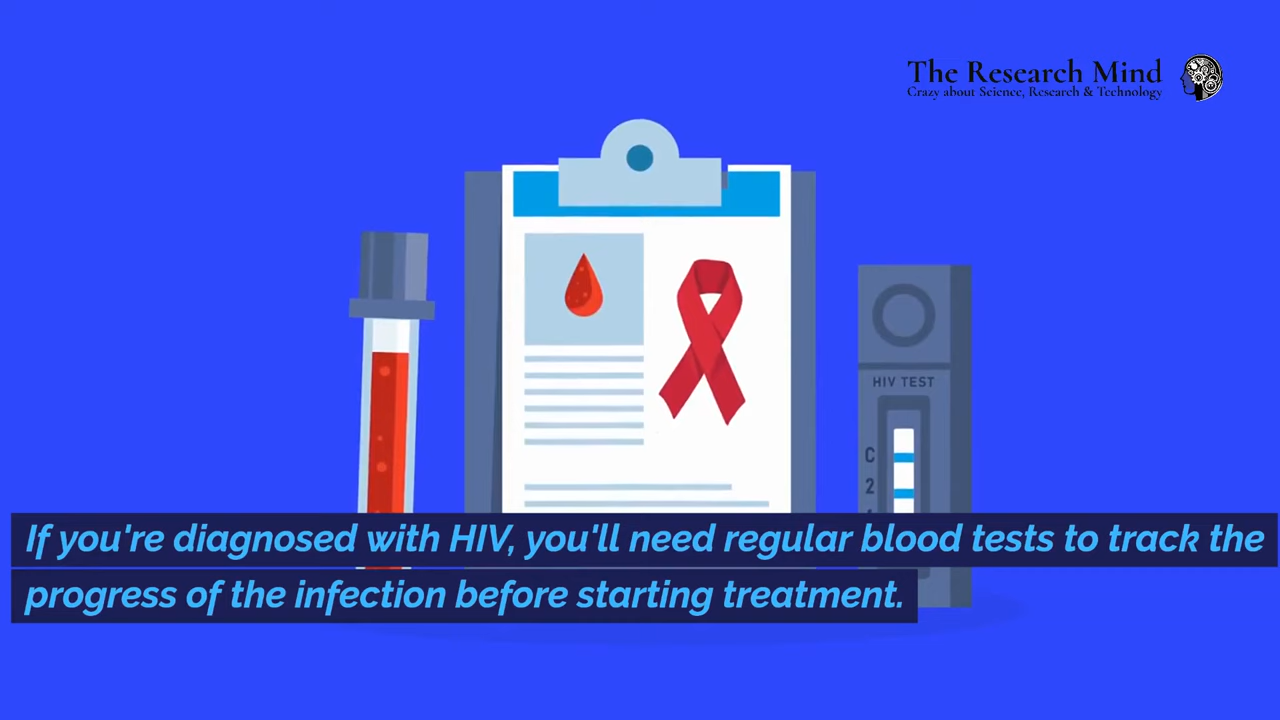 The Research Mind
Crazy about Science, Research & Technology
HIV TEST
C
2
If you're diagnosed with HIV, you'll need regular blood tests to track the
progress of the infection before starting treatment.